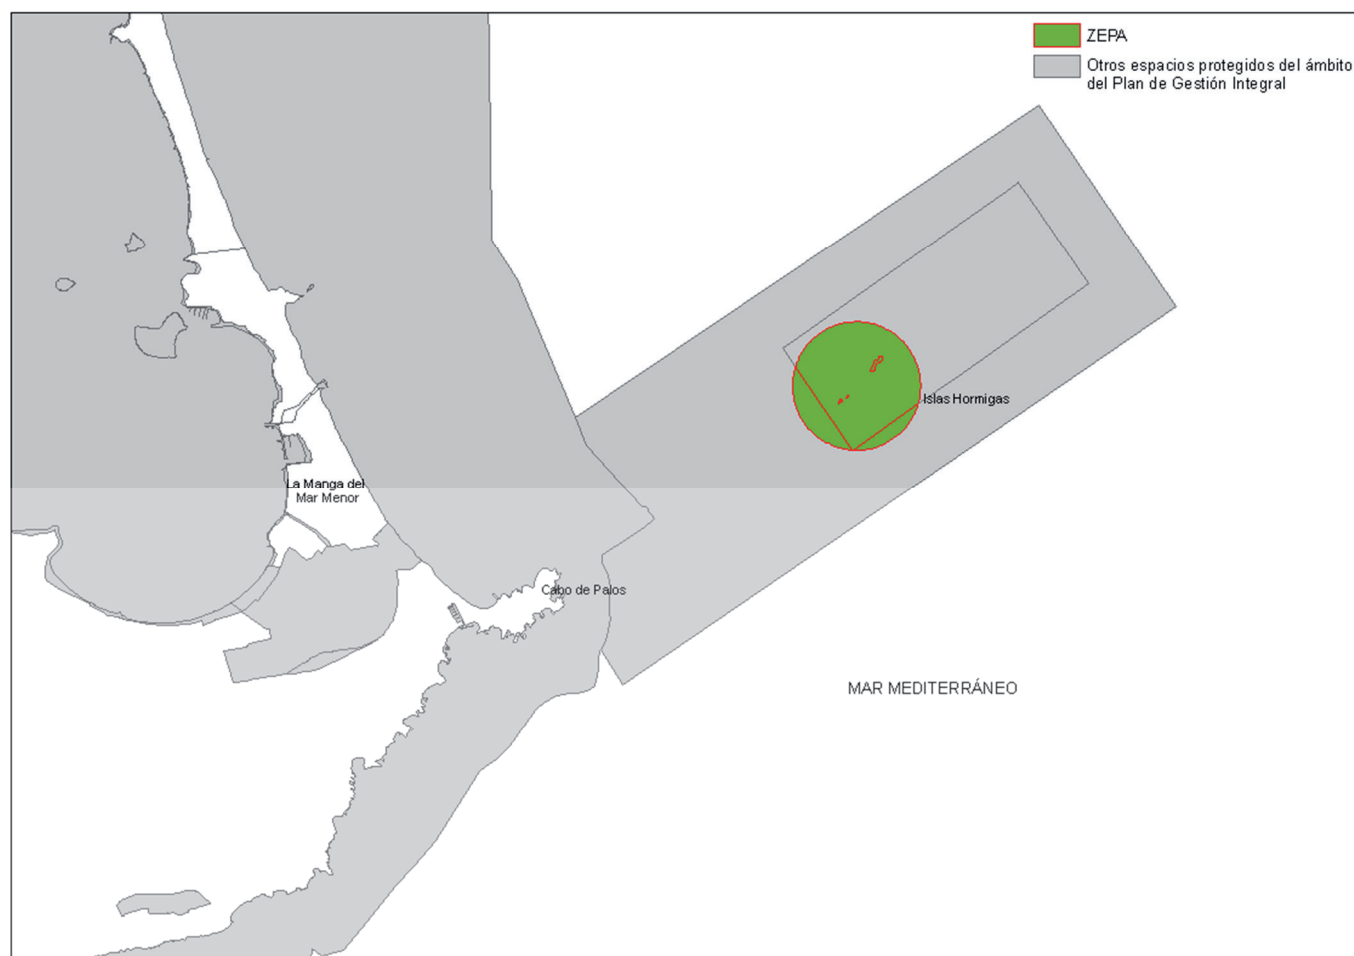 ZEPA
Otros espacios protegidos del ámbito
del Plan de Gestión Integral
Islas Hormigas
La Manga del
Mar Menor
Cabo de Palos
MAR MEDITERRÁNEO